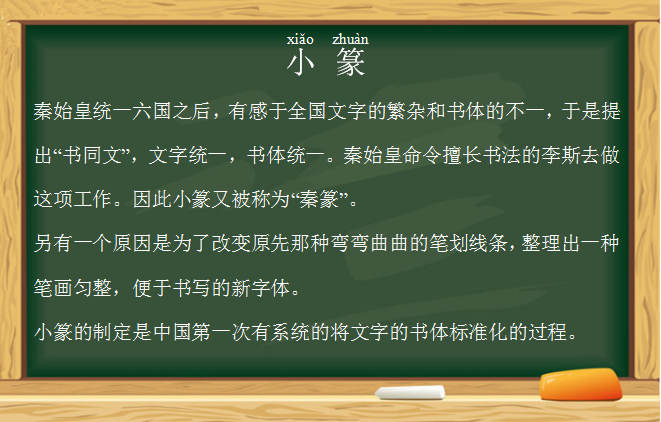 xiǎo zhuàn
小 篆
秦始皇统一六国之后，有感于全国文字的繁杂和书体的不一，于是提
出“书同文”，文字统一，书体统一。秦始皇命令擅长书法的李斯去做
这项工作。因此小篆又被称为“秦篆”。
另有一个原因是为了改变原先那种弯弯曲曲的笔划线条，整理出一种
笔画匀整，便于书写的新字体。
小篆的制定是中国第一次有系统的将文字的书体标准化的过程。